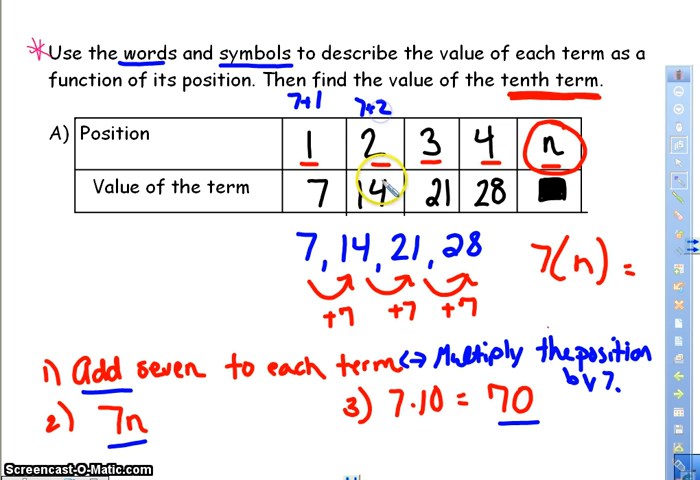 * Use the words and symbols to describe the value of each term as a
function of its position. Then find the value of the tenth term.
7+1 7+2
A) Position 1 2 3 4 n
Value of the term 7 14 21 28
7, 14, 21, 28
7(n) =
+7 +7 +7
1) Add seven to each term <-> Multiply the position
by 7.
2) 7n
3) 7·10 = 70
Screencast-O-Matic.com